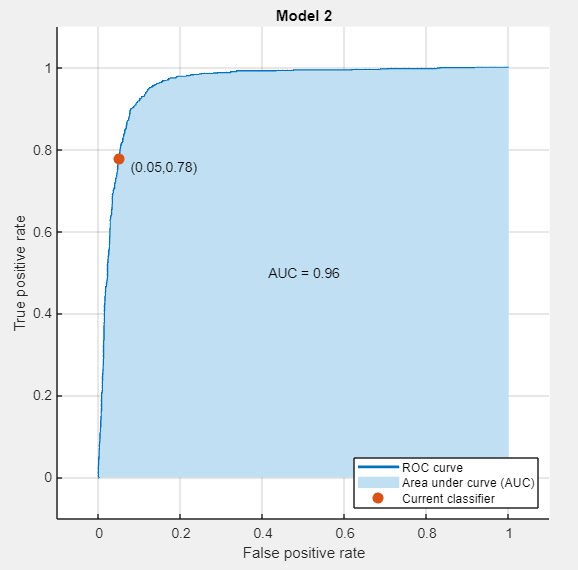 Model 2
1
0.8
0.6
0.4
0.2
0
True positive rate
(0.05,0.78)
AUC = 0.96
ROC curve
Area under curve (AUC)
Current classifier
0 0.2 0.4 0.6 0.8 1
False positive rate